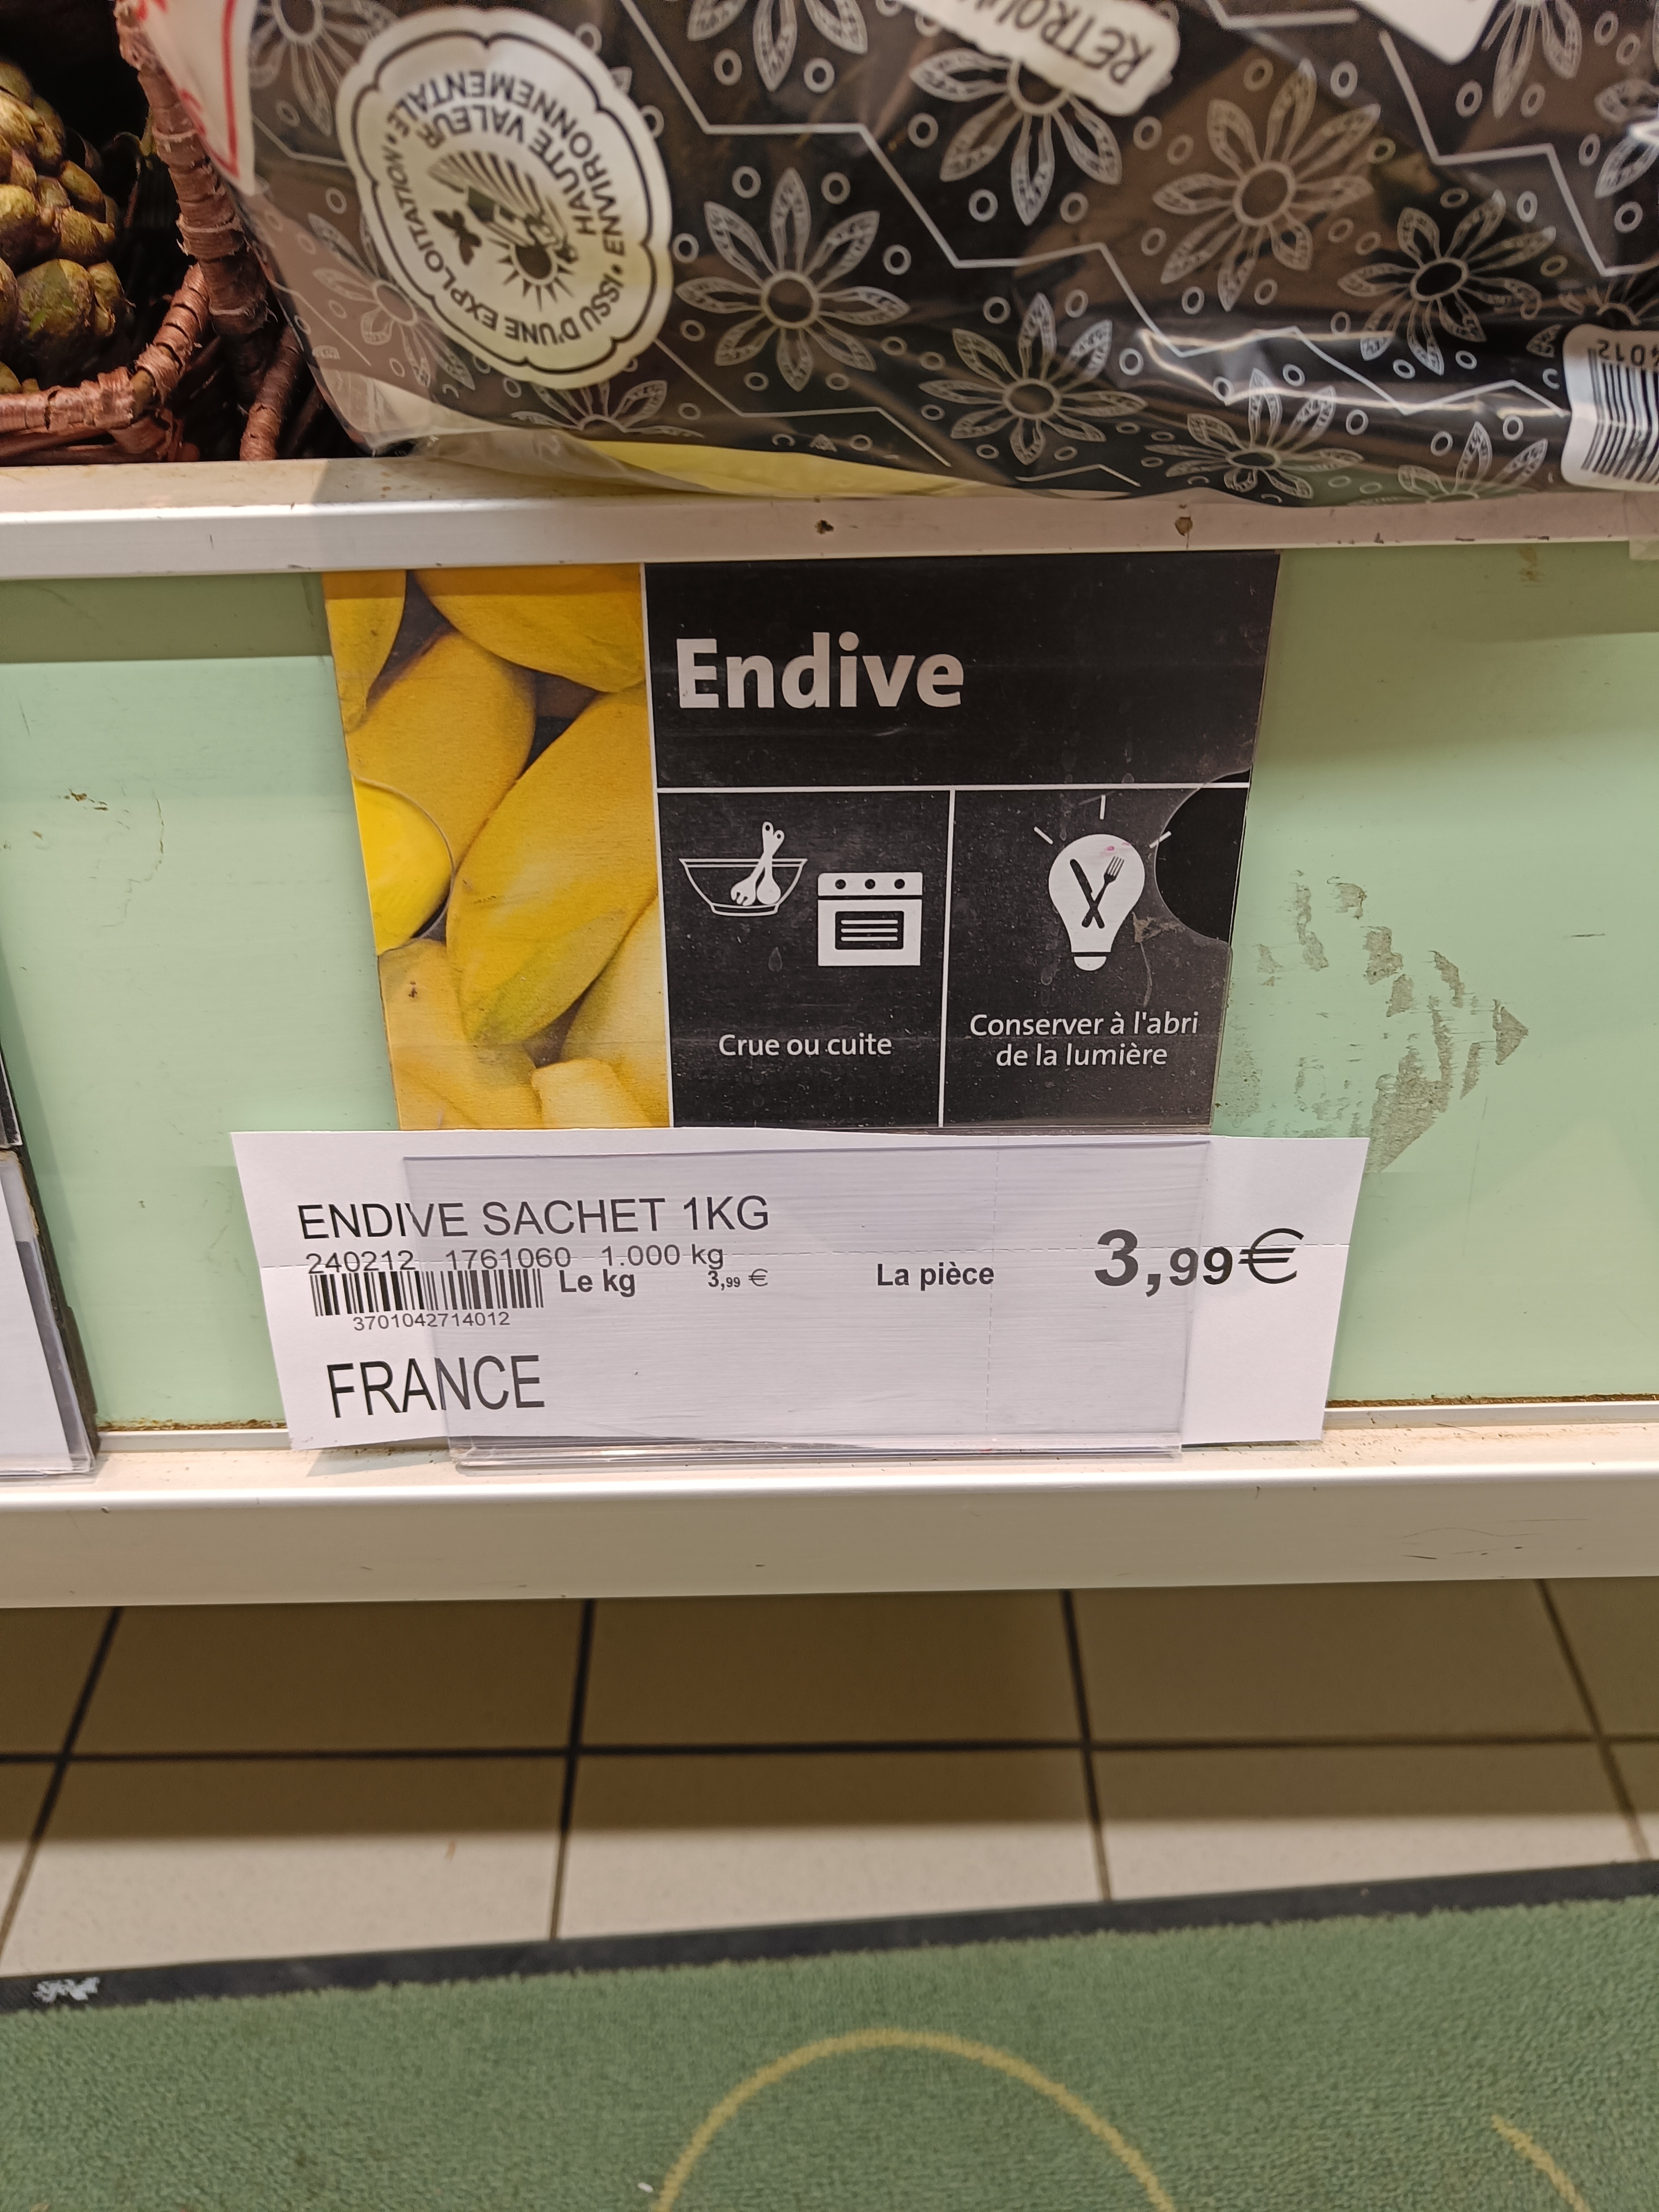 RETROU
ISSU D'UNE EXPLOITATION •
HAUTE VALEUR
ENVIRONNEMENTALE •
4012
Endive
Crue ou cuite
Conserver à l'abri
de la lumière
ENDIVE SACHET 1KG
240212 1761060 1.000 kg
Le kg 3,99 € La pièce 3,99€
3701042714012
FRANCE